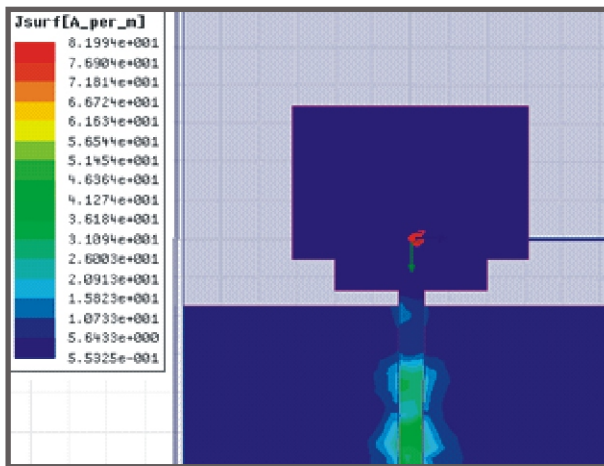 Jsurf[A_per_m]
8.1994e+001
7.6904e+001
7.1814e+001
6.6724e+001
6.1634e+001
5.6544e+001
5.1454e+001
4.6364e+001
4.1274e+001
3.6184e+001
3.1094e+001
2.6003e+001
2.0913e+001
1.5823e+001
1.0733e+001
5.6433e+000
5.5325e-001